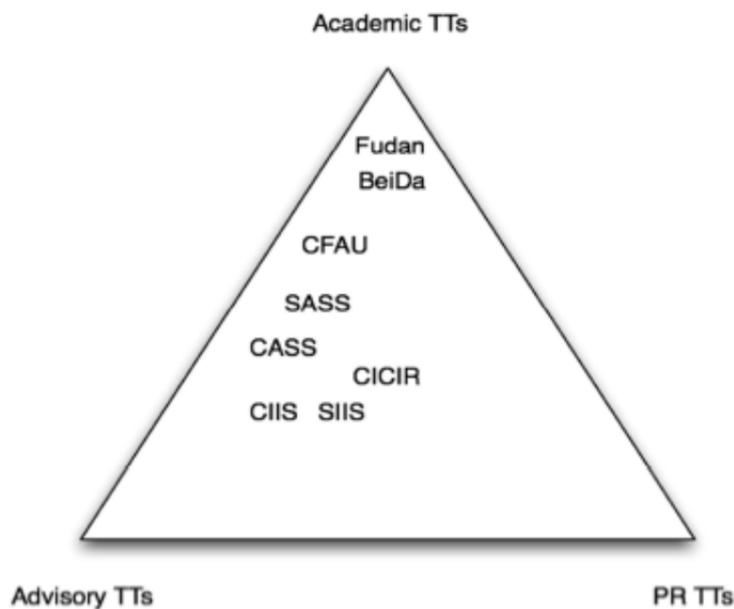 Academic TTs
Fudan
BeiDa
CFAU
SASS
CASS
CICIR
CIIS SIIS
Advisory TTs PR TTs